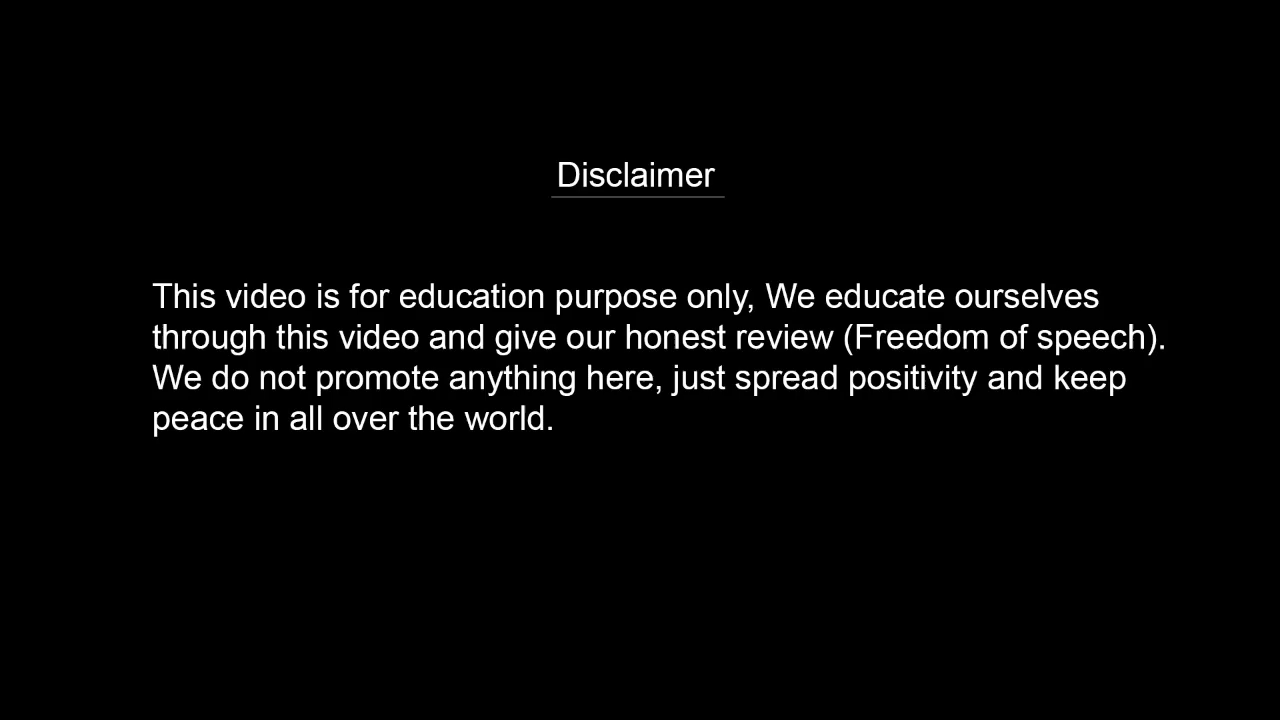 Disclaimer
This video is for education purpose only, We educate ourselves
through this video and give our honest review (Freedom of speech).
We do not promote anything here, just spread positivity and keep
peace in all over the world.